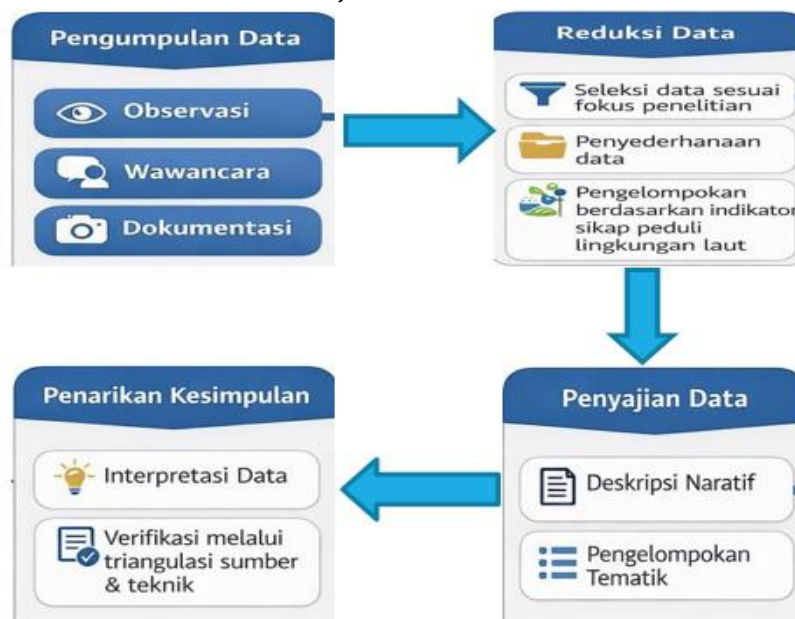 Pengumpulan Data
Observasi
Wawancara
Dokumentasi
Reduksi Data
Seleksi data sesuai
fokus penelitian
Penyederhanaan
data
Pengelompokan
berdasarkan indikator
sikap peduli
lingkungan laut
Penyajian Data
Deskripsi Naratif
Pengelompokan
Tematik
Penarikan Kesimpulan
Interpretasi Data
Verifikasi melalui
triangulasi sumber
& teknik